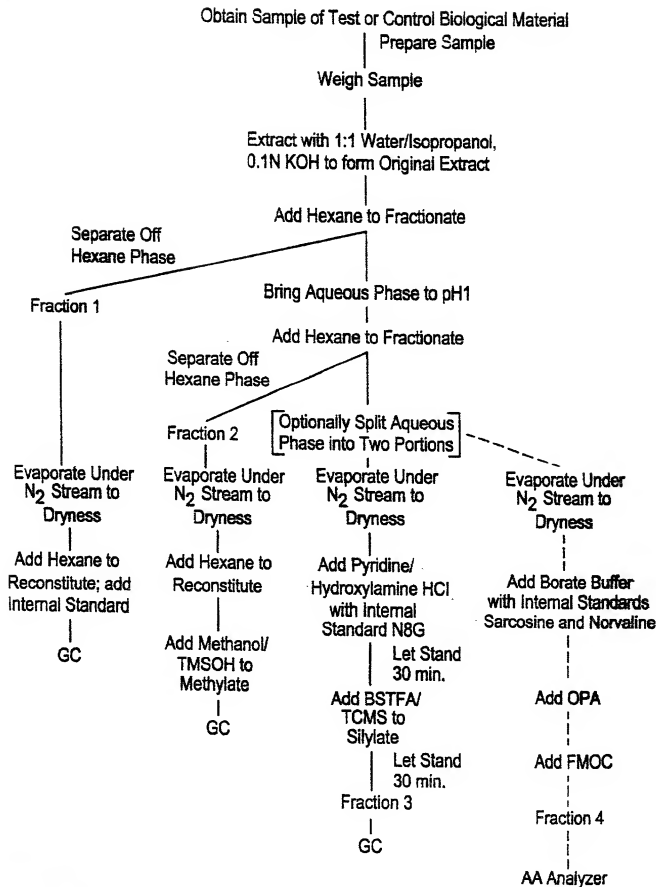 Obtain Sample of Test or Control Biological Material
Prepare Sample
Weigh Sample
Extract with 1:1 Water/Isopropanol,
0.1N KOH to form Original Extract
Add Hexane to Fractionate
Separate Off
Hexane Phase
Fraction 1
Bring Aqueous Phase to pH1
Add Hexane to Fractionate
Separate Off
Hexane Phase
Fraction 2
[Optionally Split Aqueous
Phase into Two Portions]
Evaporate Under
N2 Stream to
Dryness
Add Hexane to
Reconstitute; add
Internal Standard
GC
Evaporate Under
N2 Stream to
Dryness
Add Hexane to
Reconstitute
Add Methanol/
TMSOH to
Methylate
GC
Evaporate Under
N2 Stream to
Dryness
Add Pyridine/
Hydroxylamine HCl
with Internal
Standard N8G
Let Stand
30 min.
Add BSTFA/
TCMS to
Silylate
Let Stand
30 min.
Fraction 3
GC
Evaporate Under
N2 Stream to
Dryness
Add Borate Buffer
with Internal Standards
Sarcosine and Norvaline
Add OPA
Add FMOC
Fraction 4
AA Analyzer